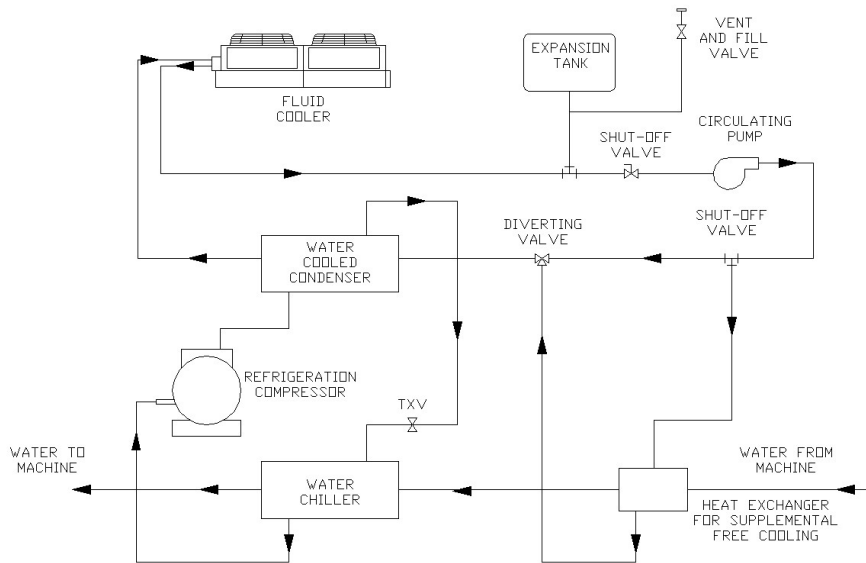 VENT
AND FILL
VALVE
EXPANSION
TANK
FLUID
COOLER
CIRCULATING
PUMP
SHUT-OFF
VALVE
SHUT-OFF
VALVE
DIVERTING
VALVE
WATER
COOLED
CONDENSER
REFRIGERATION
COMPRESSOR
TXV
WATER TO
MACHINE
WATER
CHILLER
WATER FROM
MACHINE
HEAT EXCHANGER
FOR SUPPLEMENTAL
FREE COOLING